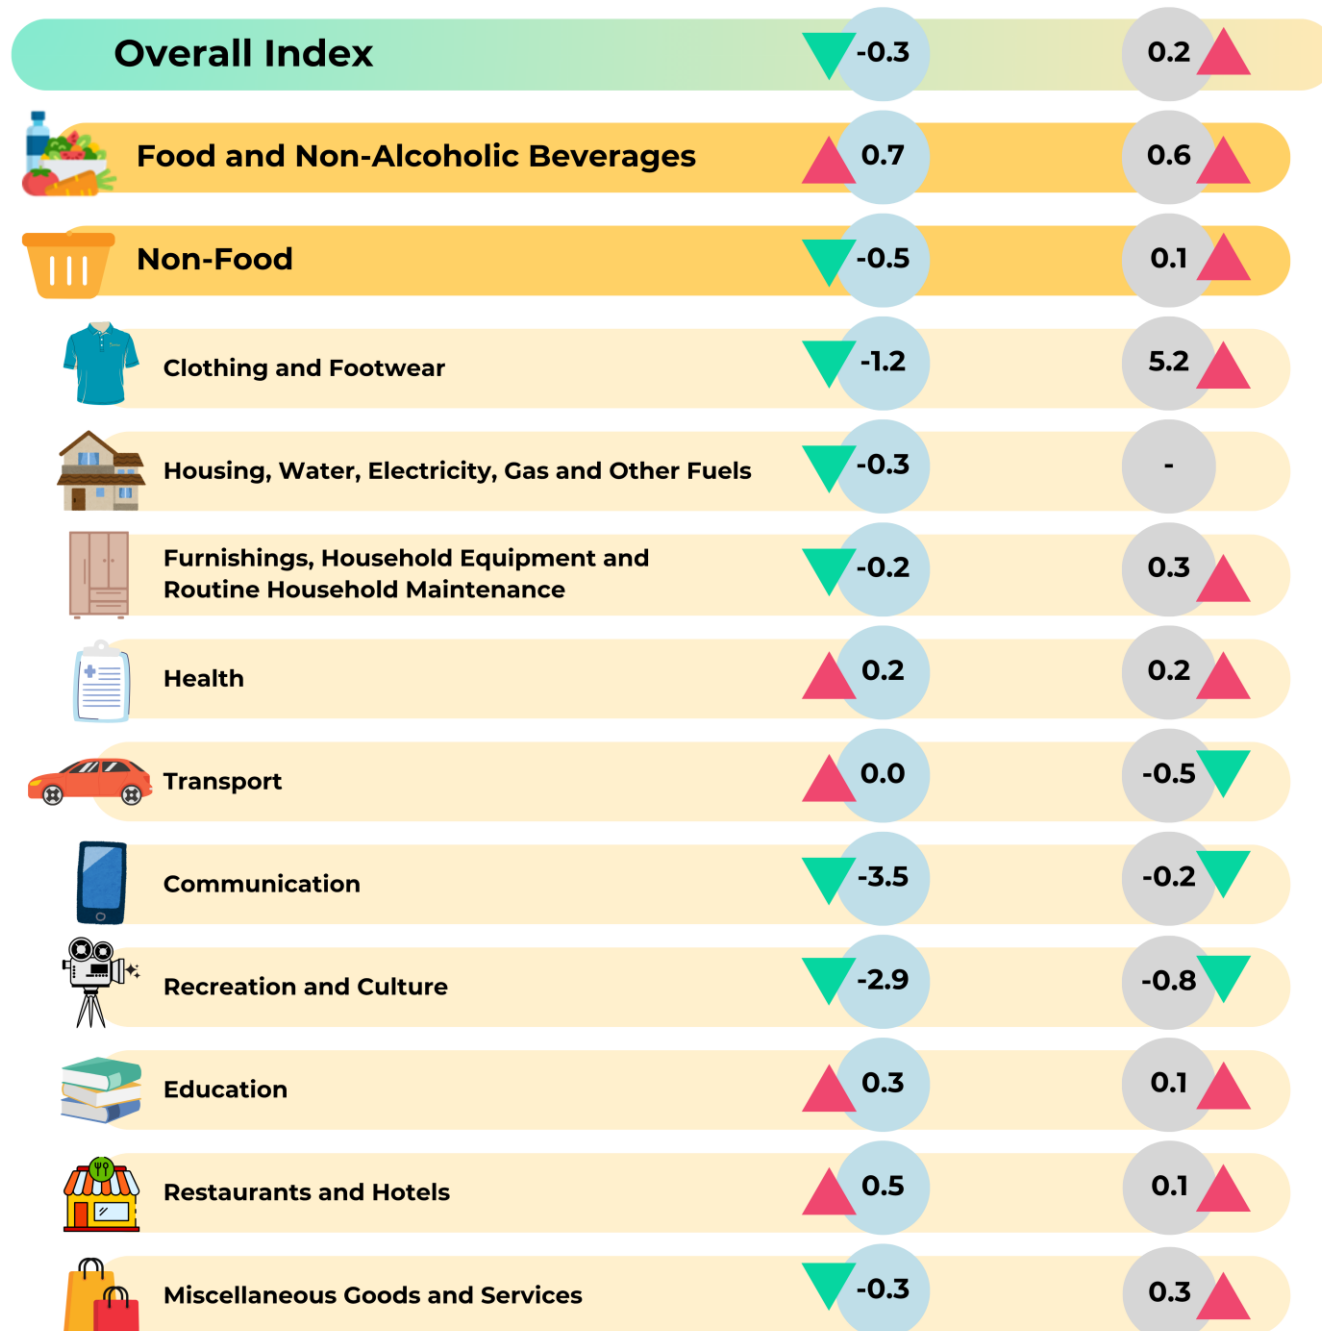 Overall Index -0.3 0.2
Food and Non-Alcoholic Beverages 0.7 0.6
Non-Food -0.5 0.1
Clothing and Footwear -1.2 5.2
Housing, Water, Electricity, Gas and Other Fuels -0.3 -
Furnishings, Household Equipment and
Routine Household Maintenance -0.2 0.3
Health 0.2 0.2
Transport 0.0 -0.5
Communication -3.5 -0.2
Recreation and Culture -2.9 -0.8
Education 0.3 0.1
Restaurants and Hotels 0.5 0.1
Miscellaneous Goods and Services -0.3 0.3